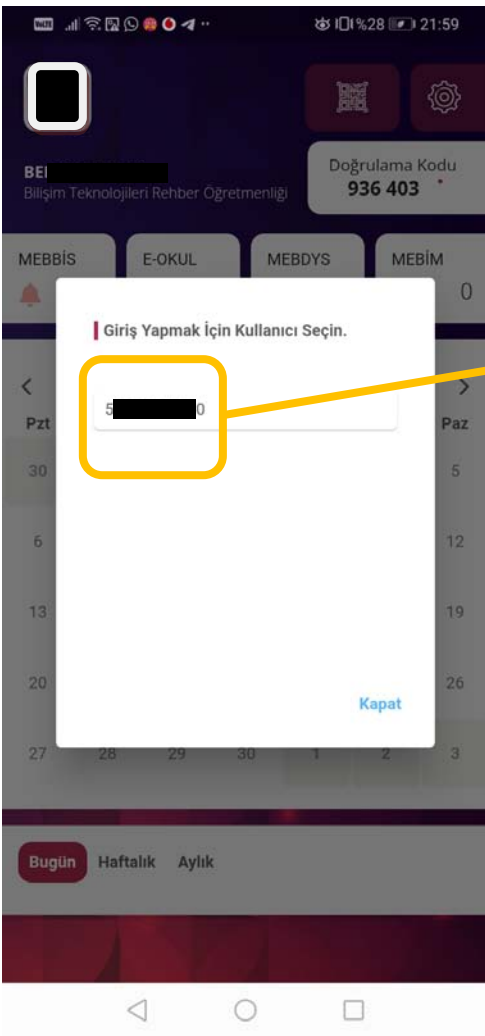 VoLTE %28 21:59
BE
Bilişim Teknolojileri Rehber Öğretmenliği
Doğrulama Kodu
936 403
MEBBİS E-OKUL MEBDYS MEBİM
0
Giriş Yapmak İçin Kullanıcı Seçin.
5 0
Pzt Paz
30 5
6 12
13 19
20 26
Kapat
27 28 29 30 1 2 3
Bugün Haftalık Aylık